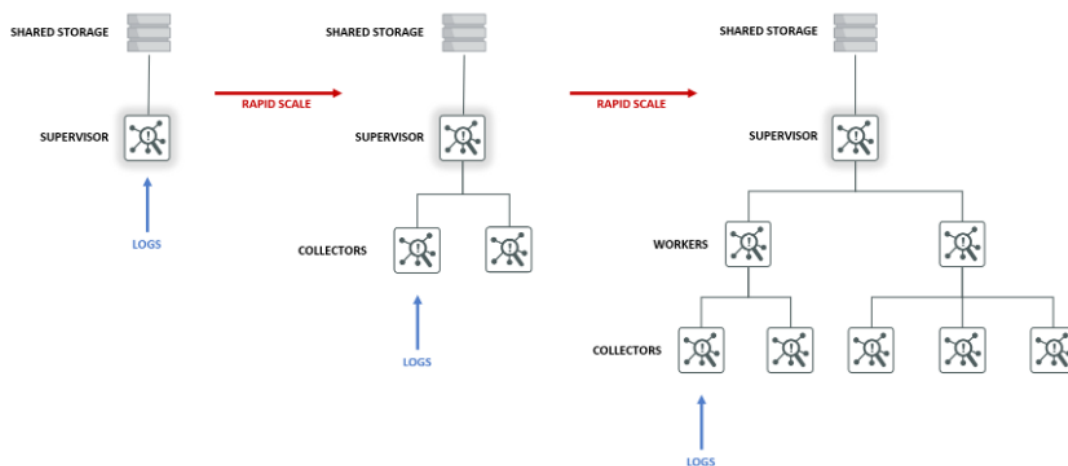 SHARED STORAGE
SHARED STORAGE
SHARED STORAGE
RAPID SCALE
RAPID SCALE
SUPERVISOR
SUPERVISOR
SUPERVISOR
LOGS
COLLECTORS
WORKERS
COLLECTORS
LOGS
LOGS